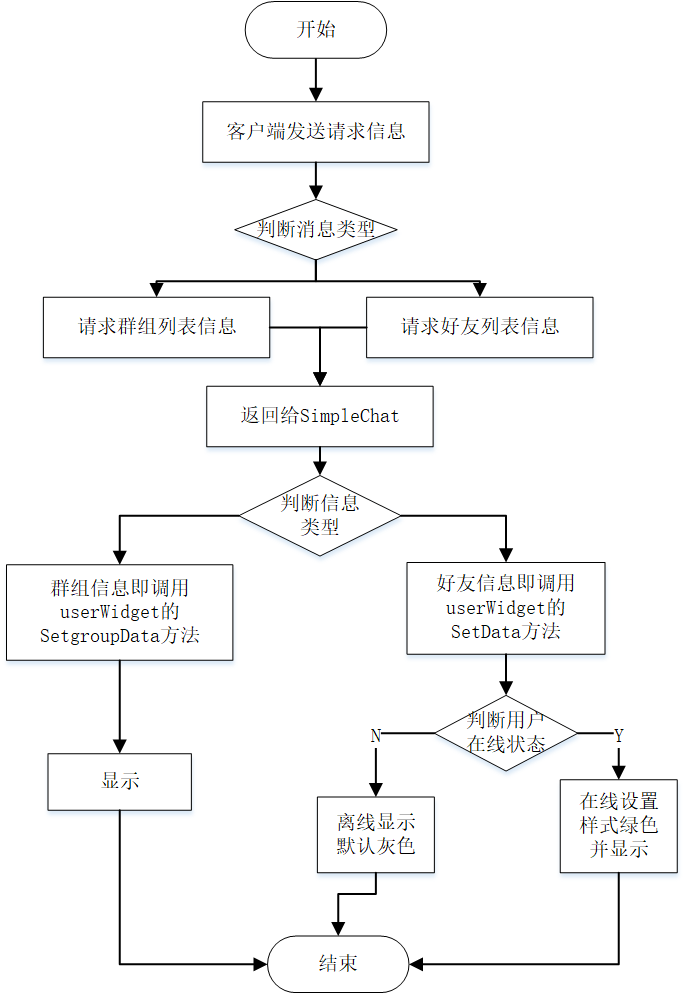 开始
客户端发送请求信息
判断消息类型
请求群组列表信息
请求好友列表信息
返回给SimpleChat
判断信息
类型
群组信息即调用
userWidget的
SetgroupData方法
好友信息即调用
userWidget的
SetData方法
判断用户
在线状态
N
Y
显示
离线显示
默认灰色
在线设置
样式绿色
并显示
结束